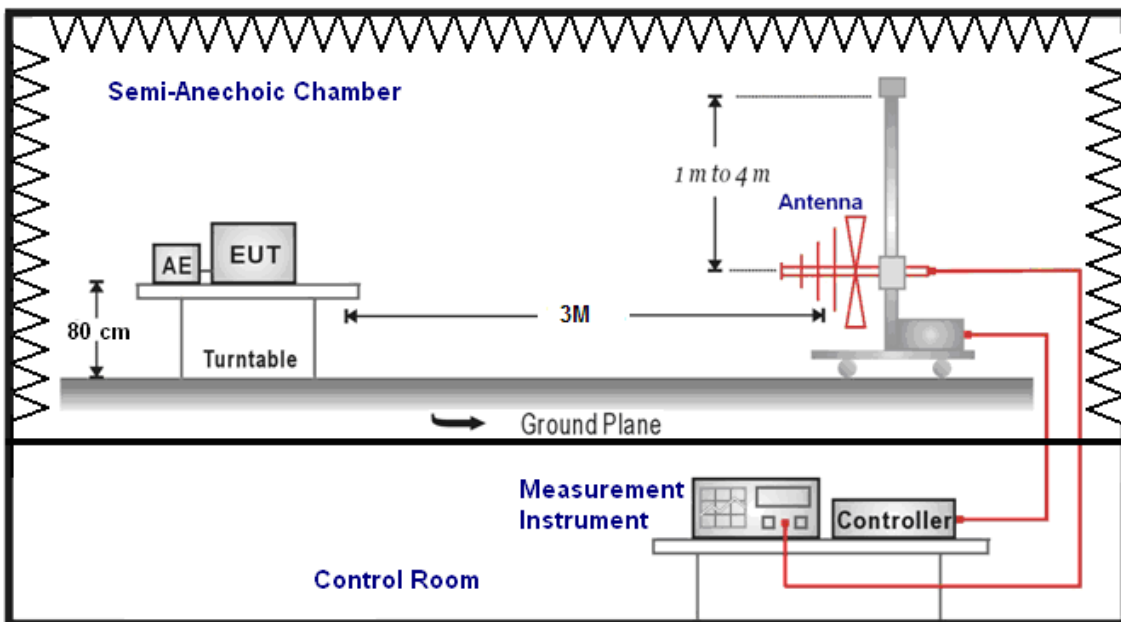 Semi-Anechoic Chamber
1 m to 4 m
Antenna
AE
EUT
80 cm
3M
Turntable
Ground Plane
Measurement
Instrument
Controller
Control Room